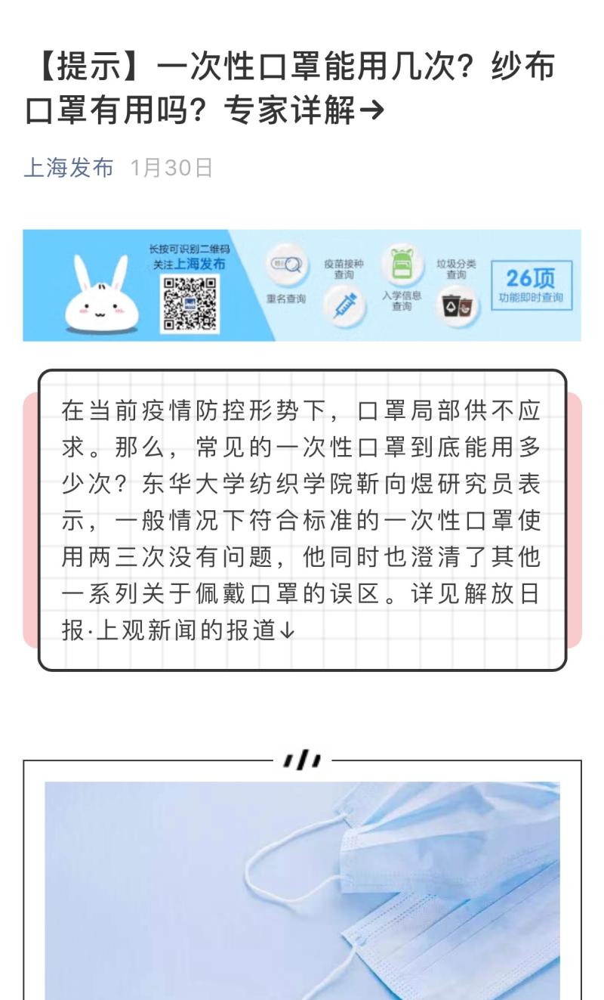 【提示】一次性口罩能用几次？纱布
口罩有用吗？专家详解→
上海发布 1月30日
长按可识别二维码
关注上海发布
重名查询
疫苗接种
查询
入学信息
查询
垃圾分类
查询
26项
功能即时查询
在当前疫情防控形势下，口罩局部供不应
求。那么，常见的一次性口罩到底能用多
少次？东华大学纺织学院靳向煜研究员表
示，一般情况下符合标准的一次性口罩使
用两三次没有问题，他同时也澄清了其他
一系列关于佩戴口罩的误区。详见解放日
报·上观新闻的报道↓